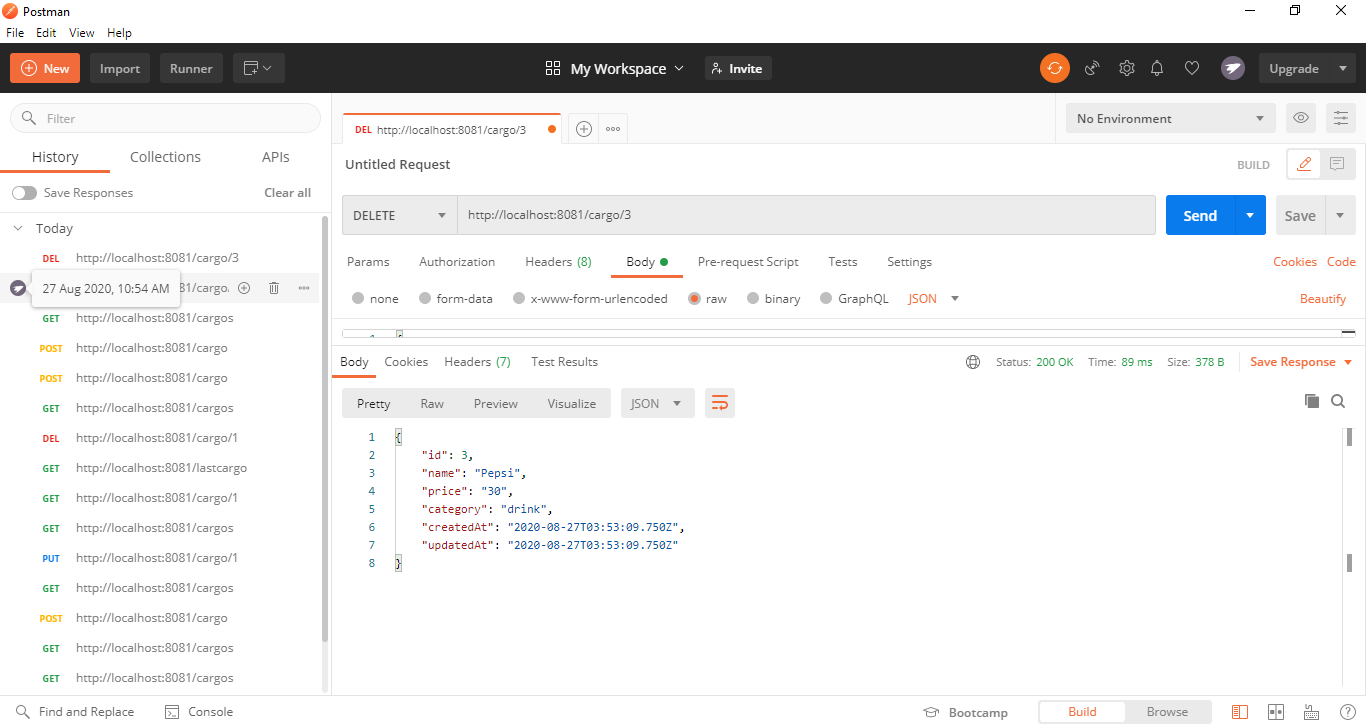 Postman
File Edit View Help
New Import Runner My Workspace Invite Upgrade
Filter
History Collections APIs
Save Responses Clear all
Today
DEL http://localhost:8081/cargo/3
27 Aug 2020, 10:54 AM :8081/cargo.
GET http://localhost:8081/cargos
POST http://localhost:8081/cargo
POST http://localhost:8081/cargo
GET http://localhost:8081/cargos
DEL http://localhost:8081/cargo/1
GET http://localhost:8081/lastcargo
GET http://localhost:8081/cargo/1
GET http://localhost:8081/cargos
PUT http://localhost:8081/cargo/1
GET http://localhost:8081/cargos
POST http://localhost:8081/cargo
GET http://localhost:8081/cargos
GET http://localhost:8081/cargos
DEL http://localhost:8081/cargo/3
No Environment
Untitled Request BUILD
DELETE http://localhost:8081/cargo/3 Send Save
Params Authorization Headers (8) Body Pre-request Script Tests Settings Cookies Code
none form-data x-www-form-urlencoded raw binary GraphQL JSON Beautify
Body Cookies Headers (7) Test Results Status: 200 OK Time: 89 ms Size: 378 B Save Response
Pretty Raw Preview Visualize JSON
1 {
2 "id": 3,
3 "name": "Pepsi",
4 "price": "30",
5 "category": "drink",
6 "createdAt": "2020-08-27T03:53:09.750Z",
7 "updatedAt": "2020-08-27T03:53:09.750Z"
8 }
Find and Replace Console Bootcamp Build Browse